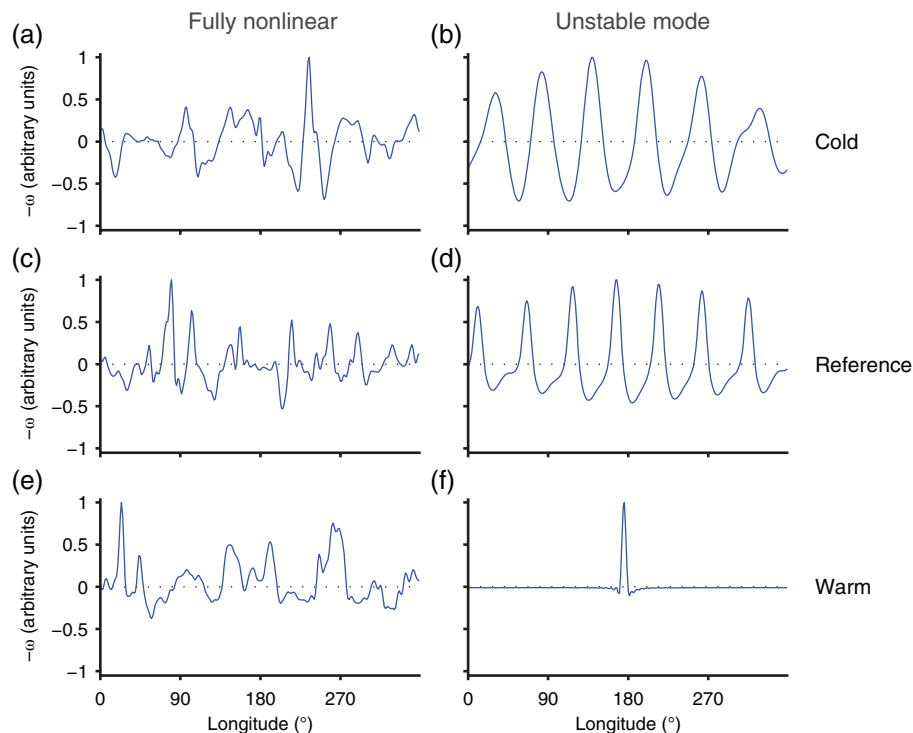 Fully nonlinear
Unstable mode
(a)
1
0.5
0
−0.5
−1
−ω (arbitrary units)
(b)
Cold
(c)
1
0.5
0
−0.5
−1
−ω (arbitrary units)
(d)
Reference
(e)
1
0.5
0
−0.5
−1
−ω (arbitrary units)
(f)
Warm
0 90 180 270
Longitude (°)
0 90 180 270
Longitude (°)